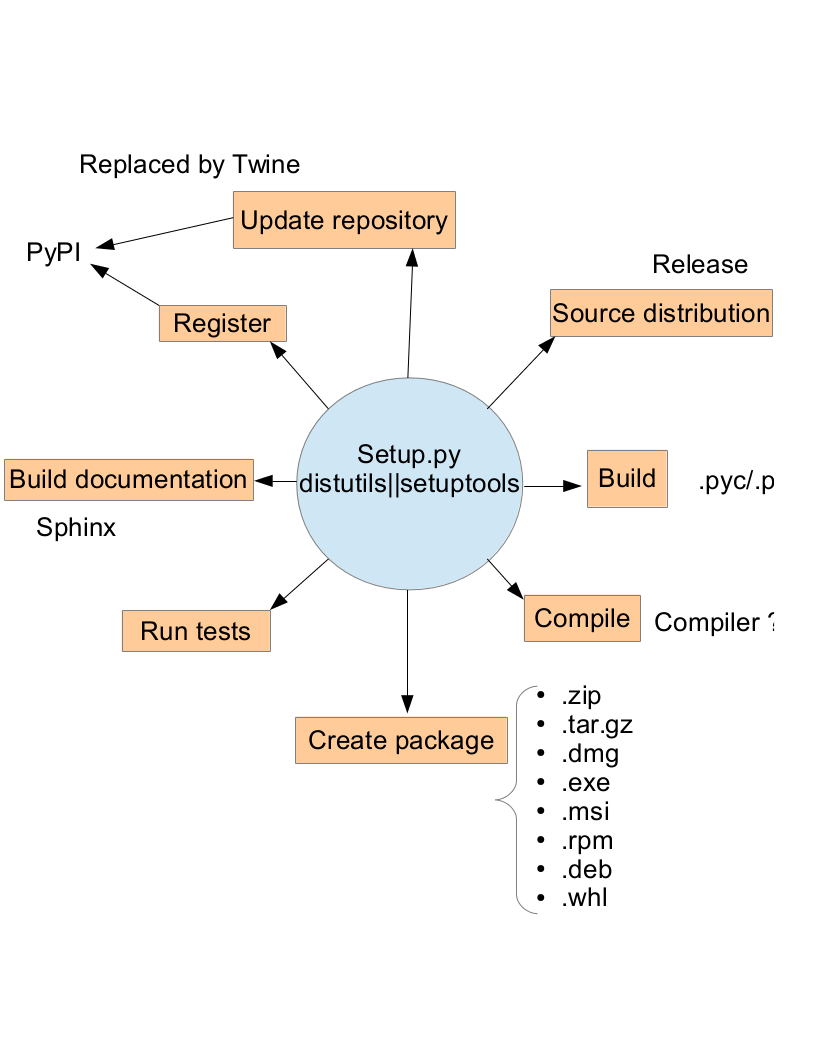 Replaced by Twine
Update repository
PyPI
Release
Register
Source distribution
Setup.py
distutils||setuptools
Build documentation
Build
.pyc/.p
Sphinx
Run tests
Compile
Compiler ?
Create package
• .zip
• .tar.gz
• .dmg
• .exe
• .msi
• .rpm
• .deb
• .whl